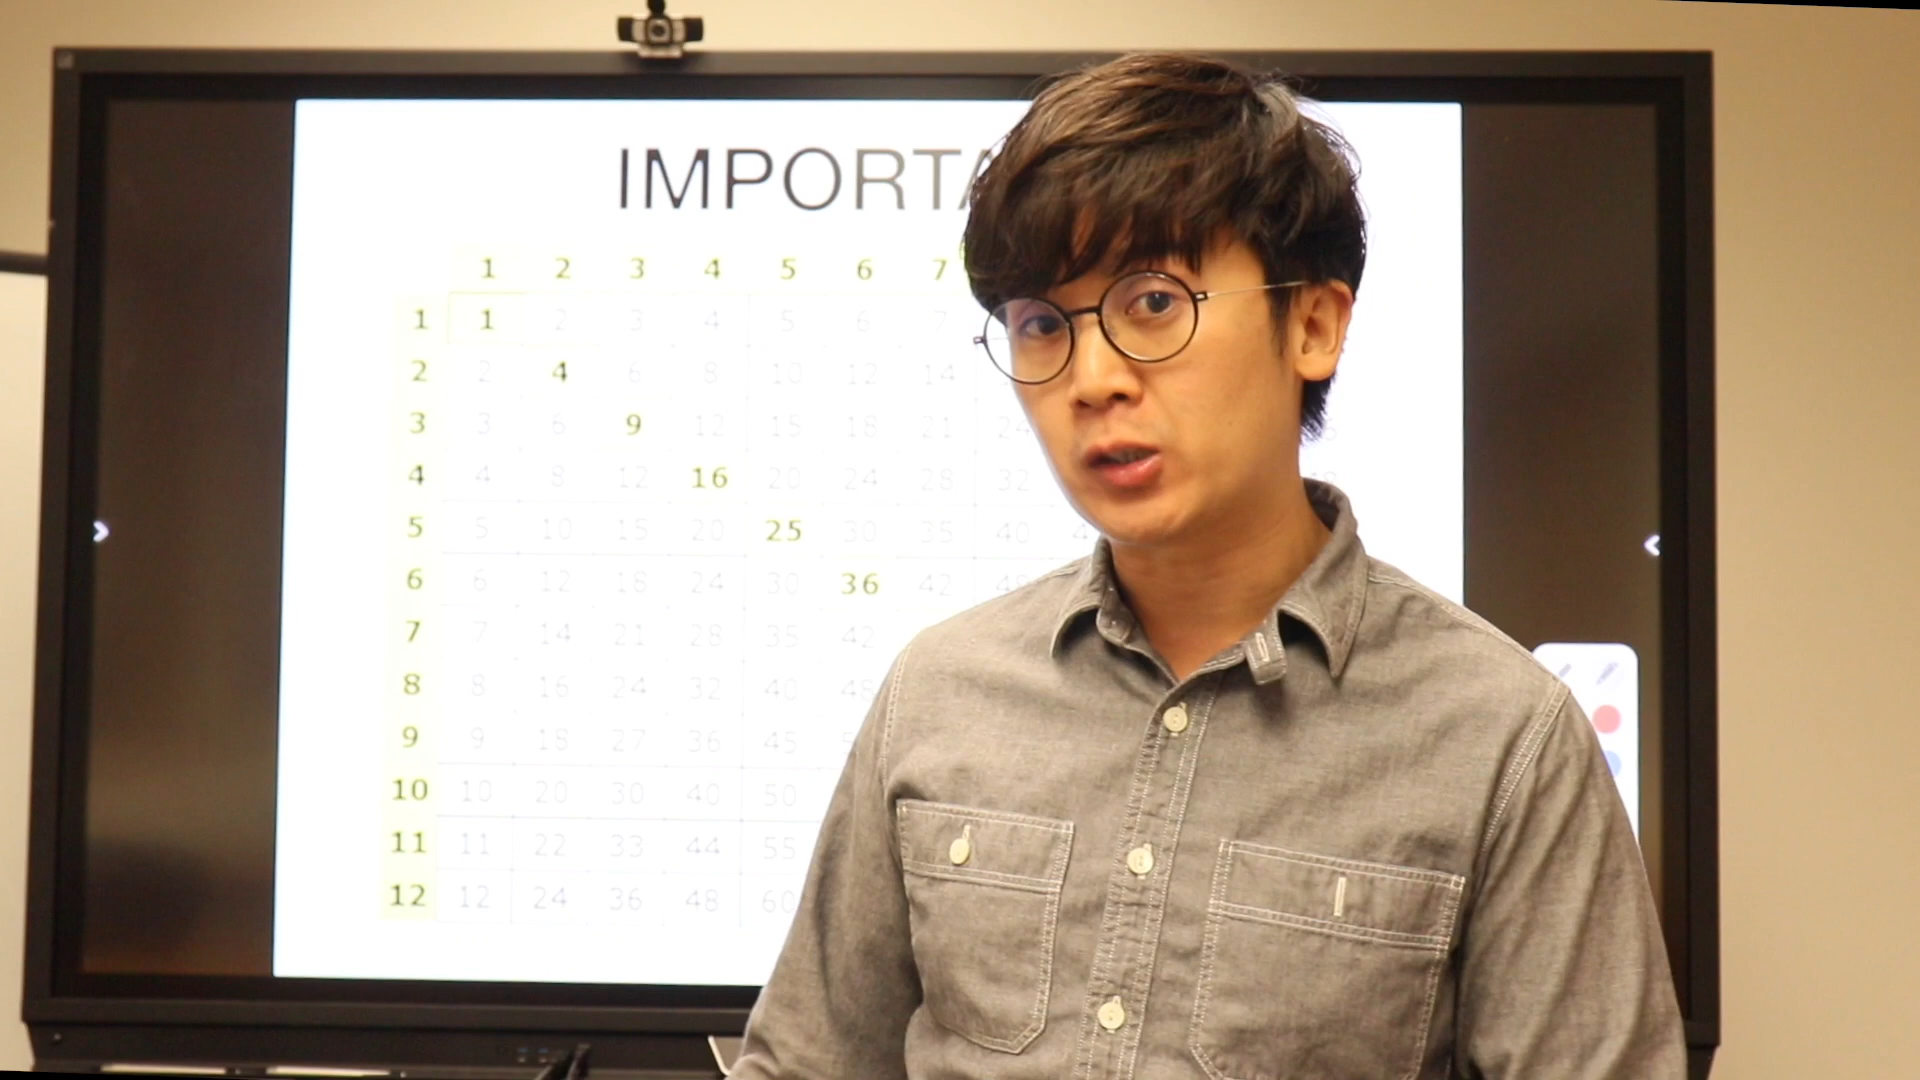 IMPORTA
1 2 3 4 5 6 7
1 1 2 3 4 5 6 7
2 2 4 6 8 10 12 14
3 3 6 9 12 15 18 21 24
4 4 8 12 16 20 24 28 32
5 5 10 15 20 25 30 35 40 4
6 6 12 18 24 30 36 42 48
7 7 14 21 28 35 42
8 8 16 24 32 40 48
9 9 18 27 36 45
10 10 20 30 40 50
11 11 22 33 44 55
12 12 24 36 48 60